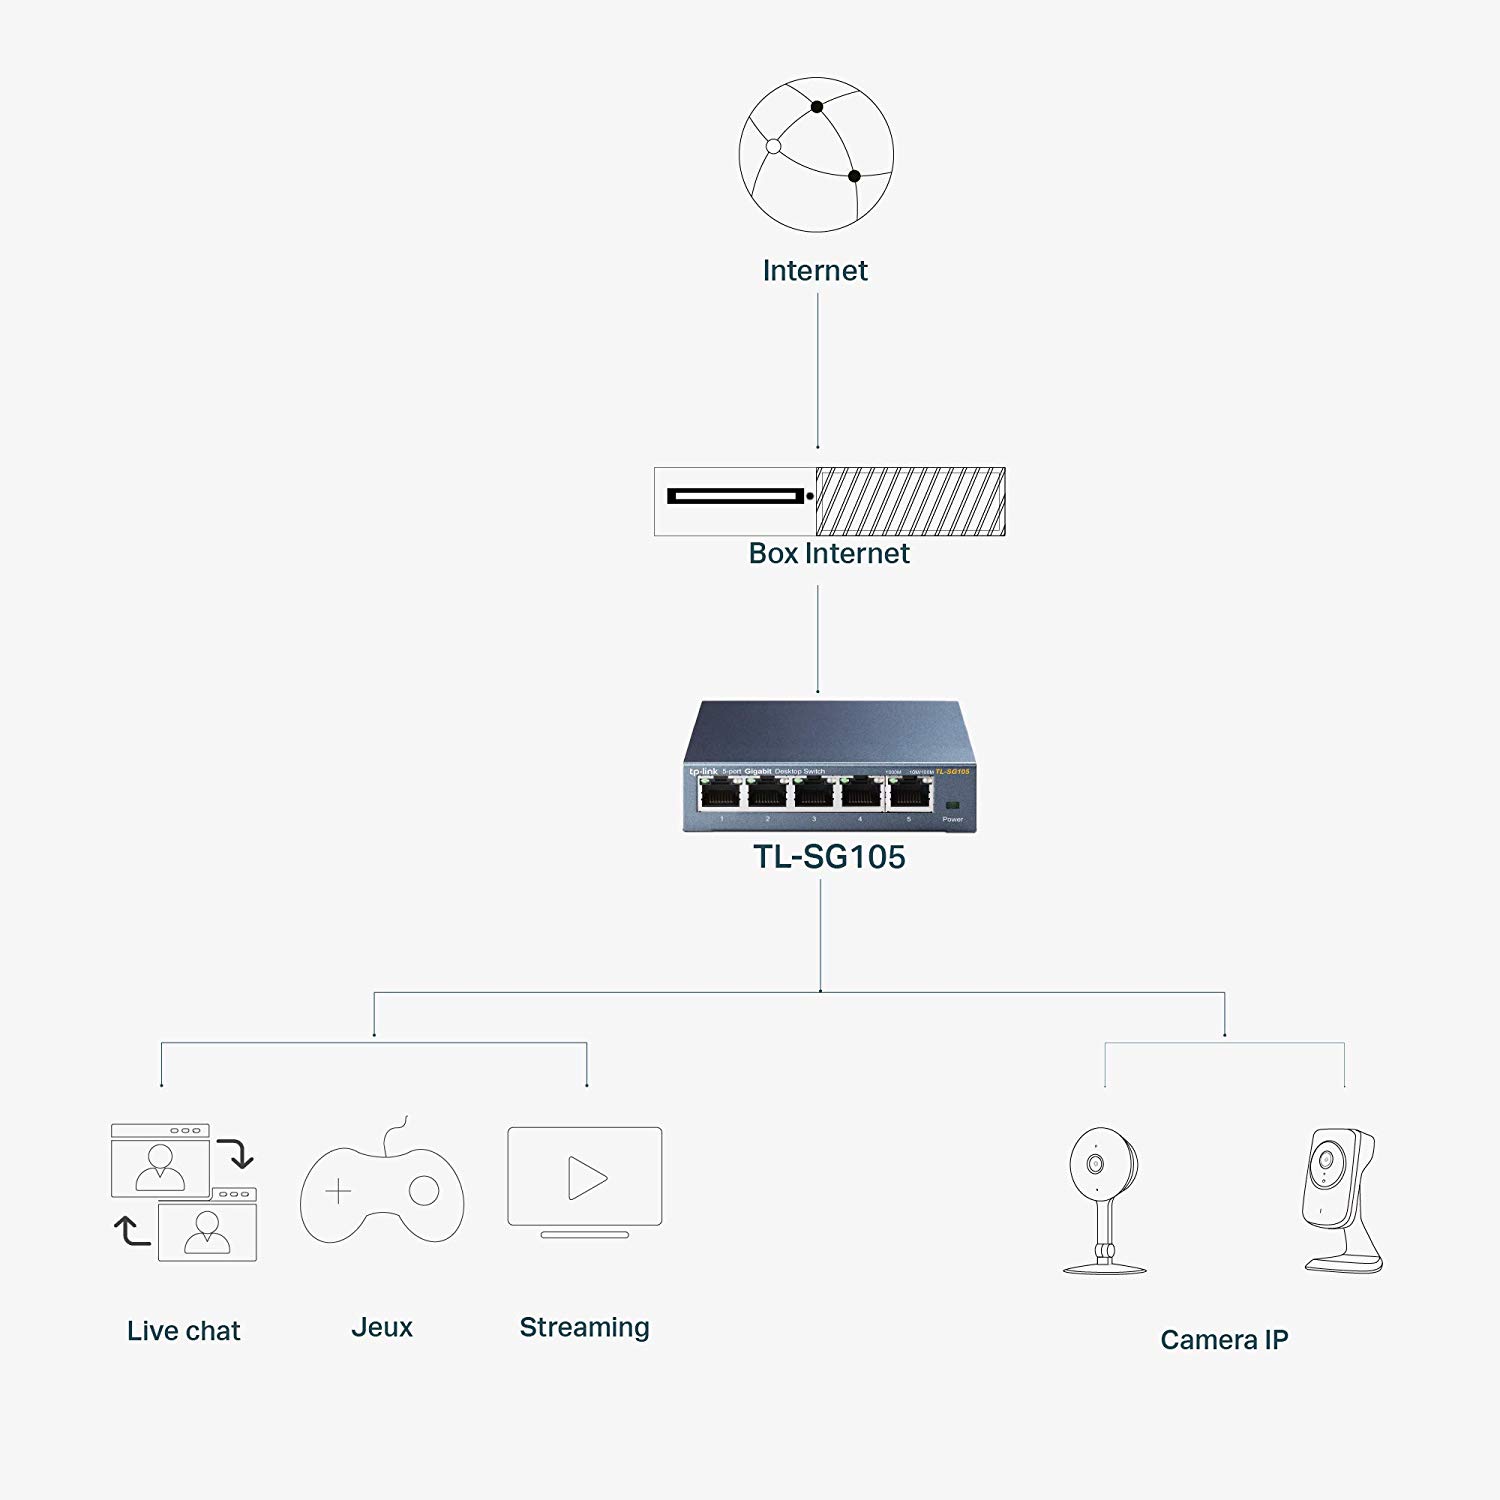 Internet
Box Internet
tp-link 5-port Gigabit Desktop Switch 1000M 10M/100M TL-SG105
1 2 3 4 5 Power
TL-SG105
Live chat
Jeux
Streaming
Camera IP